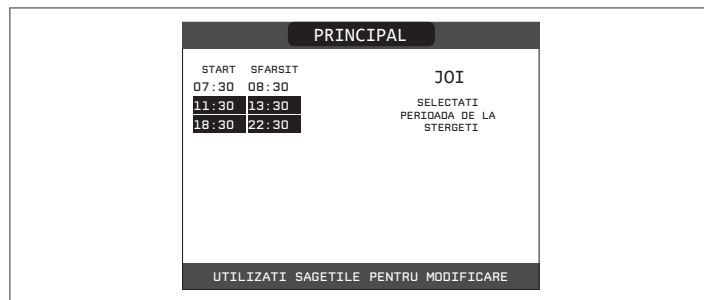 PRINCIPAL
START SFARSIT
07:30 08:30
11:30 13:30
18:30 22:30
JOI
SELECTATI
PERIOADA DE LA
STERGETI
UTILIZATI SAGETILE PENTRU MODIFICARE